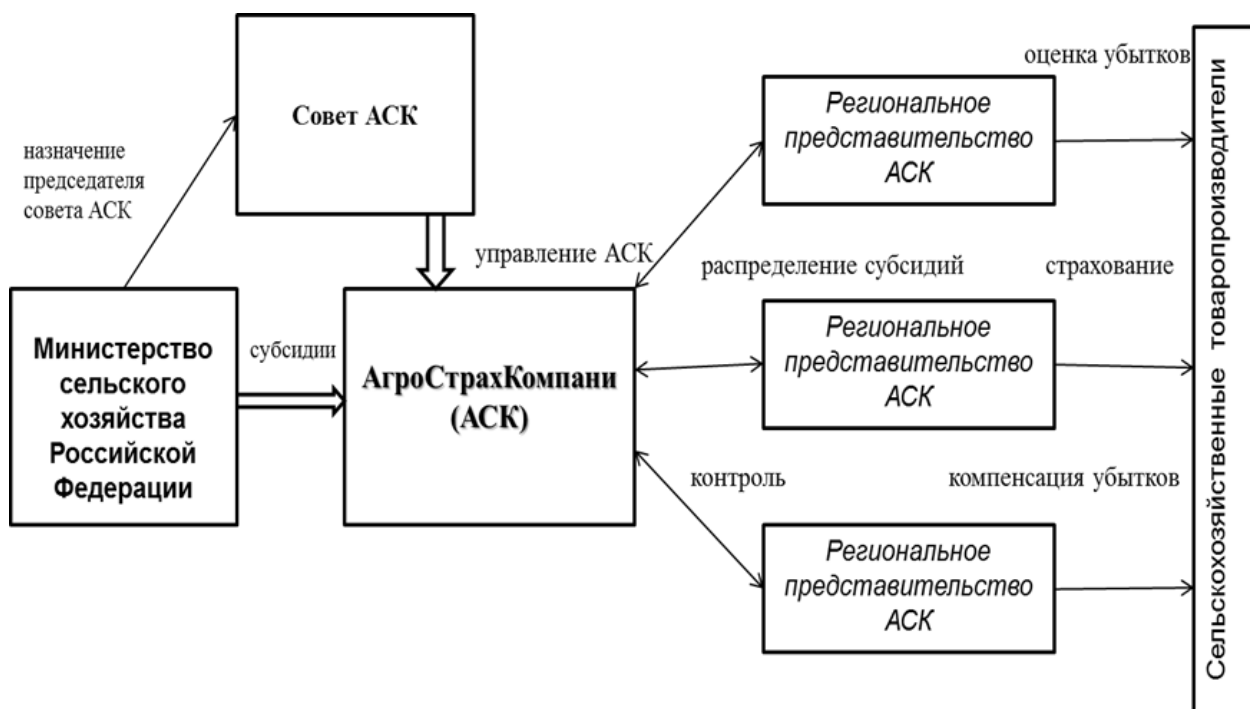 Совет АСК
назначение
председателя
совета АСК
Министерство
сельского
хозяйства
Российской
Федерации
субсидии
управление АСК
АгроСтрахКомпани
(АСК)
распределение субсидий
контроль
Региональное
представительство
АСК
Региональное
представительство
АСК
Региональное
представительство
АСК
оценка убытков
страхование
компенсация убытков
Сельскохозяйственные товаропроизводители